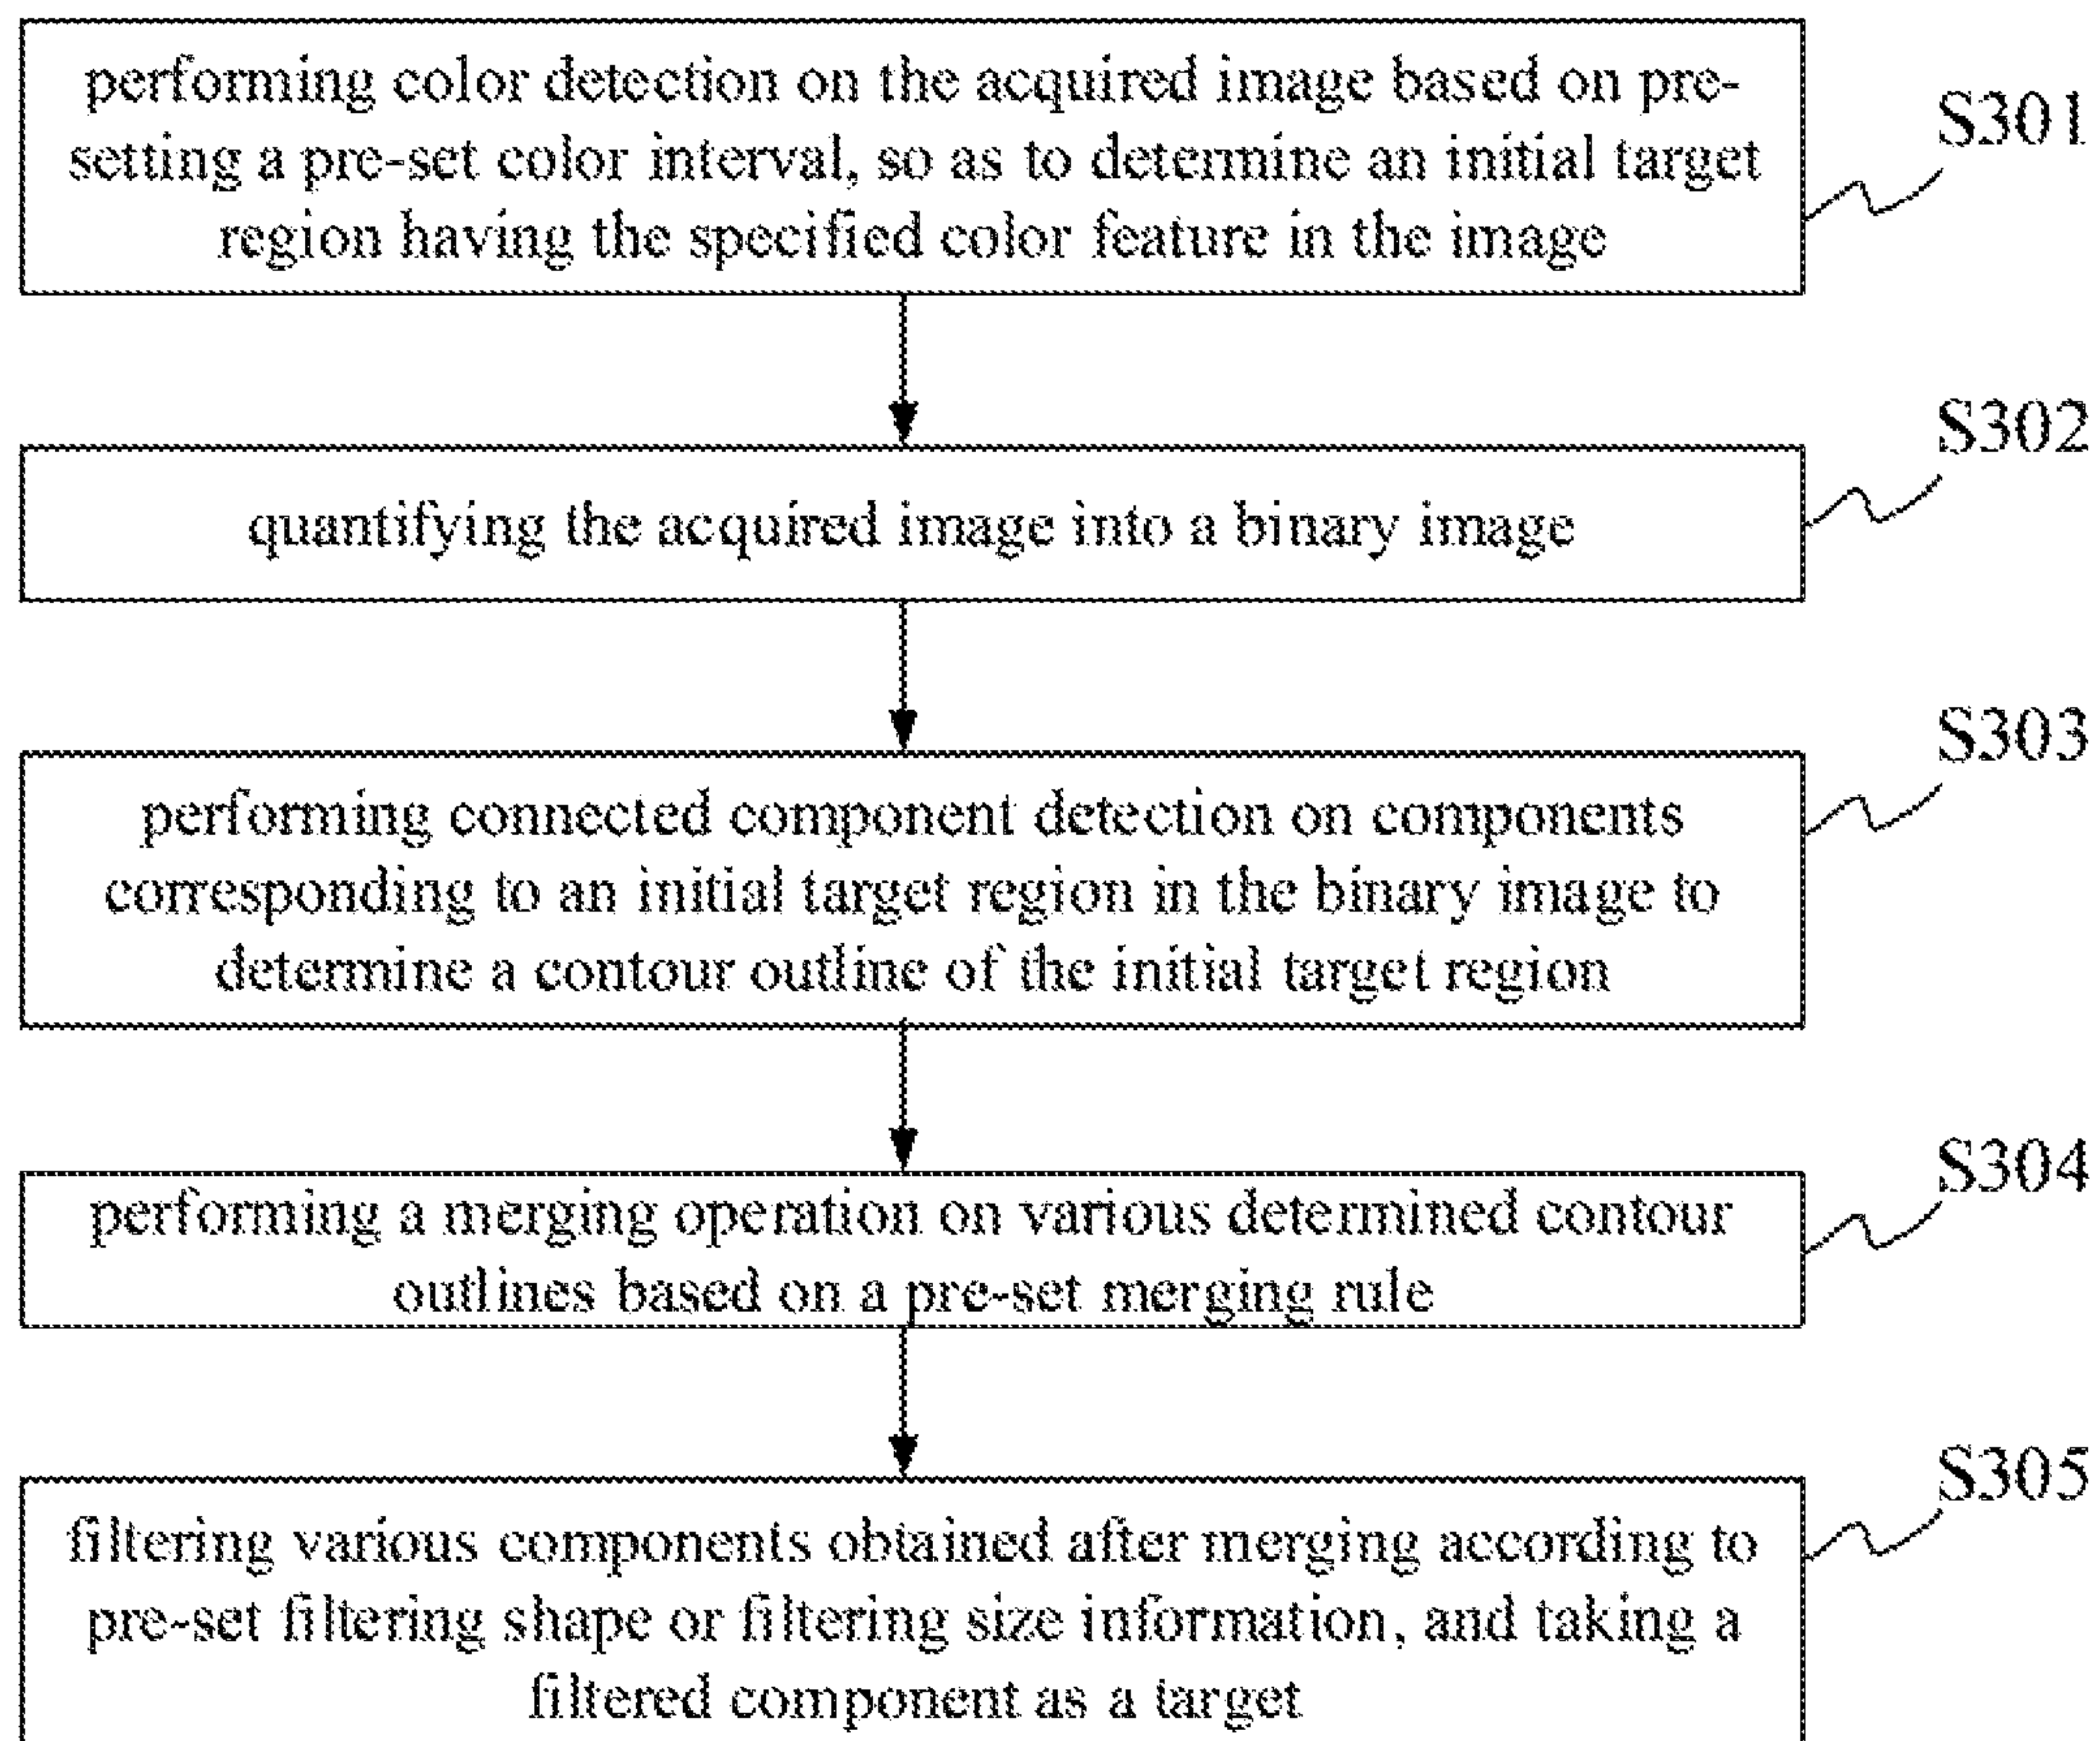 performing color detection on the acquired image based on pre-
setting a pre-set color interval, so as to determine an initial target
region having the specified color feature in the image
S301
quantifying the acquired image into a binary image
S302
performing connected component detection on components
corresponding to an initial target region in the binary image to
determine a contour outline of the initial target region
S303
performing a merging operation on various determined contour
outlines based on a pre-set merging rule
S304
filtering various components obtained after merging according to
pre-set filtering shape or filtering size information, and taking a
filtered component as a target
S305